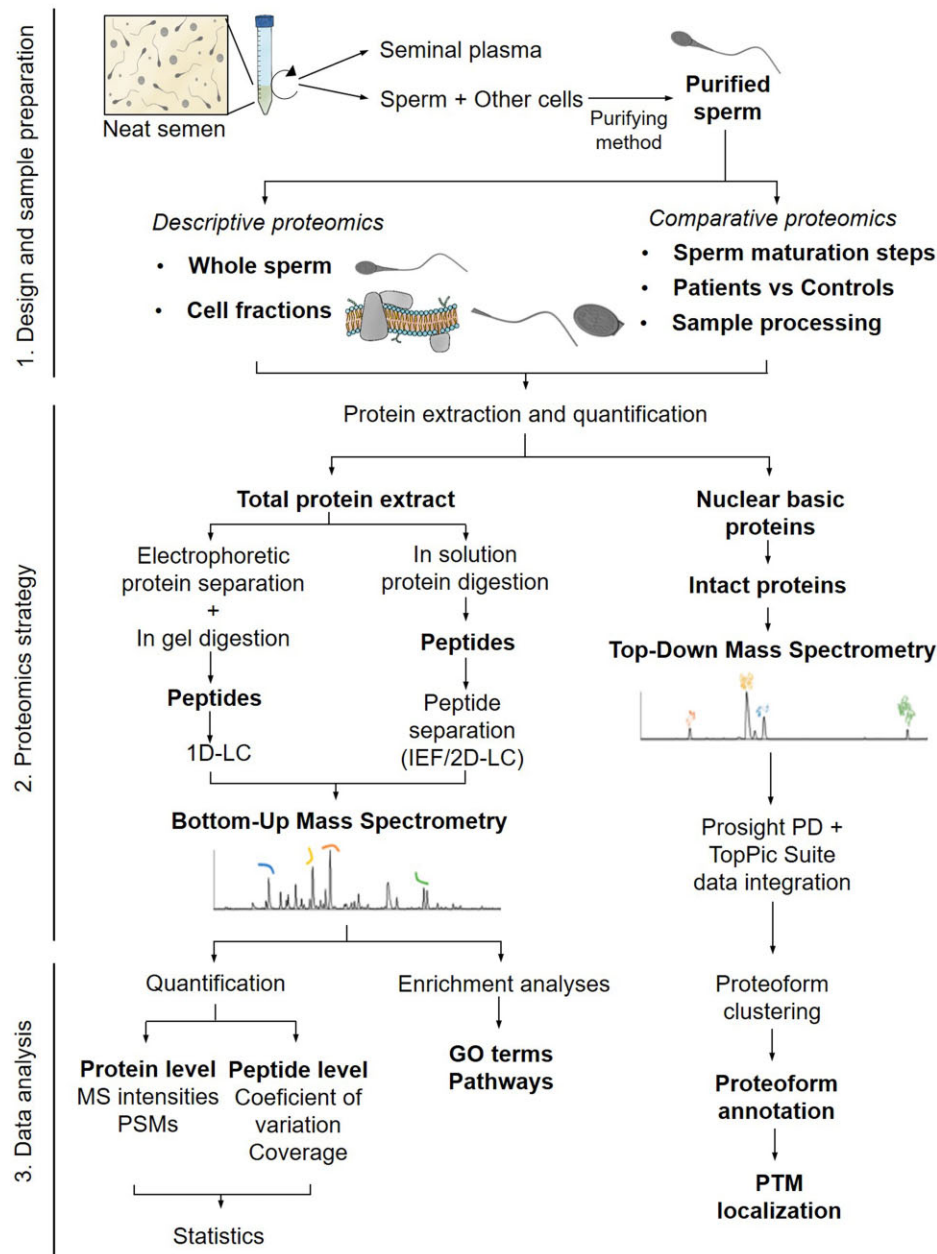 1. Design and sample preparation
Neat semen
Seminal plasma
Sperm + Other cells
Purifying
method
Purified
sperm
Descriptive proteomics
• Whole sperm
• Cell fractions
Comparative proteomics
• Sperm maturation steps
• Patients vs Controls
• Sample processing
2. Proteomics strategy
Protein extraction and quantification
Total protein extract
Electrophoretic
protein separation
+
In gel digestion
Peptides
1D-LC
In solution
protein digestion
Peptides
Peptide
separation
(IEF/2D-LC)
Bottom-Up Mass Spectrometry
Nuclear basic
proteins
Intact proteins
Top-Down Mass Spectrometry
Prosight PD +
TopPic Suite
data integration
3. Data analysis
Quantification
Protein level
MS intensities
PSMs
Peptide level
Coeficient of
variation
Coverage
Statistics
Enrichment analyses
GO terms
Pathways
Proteoform
clustering
Proteoform
annotation
PTM
localization